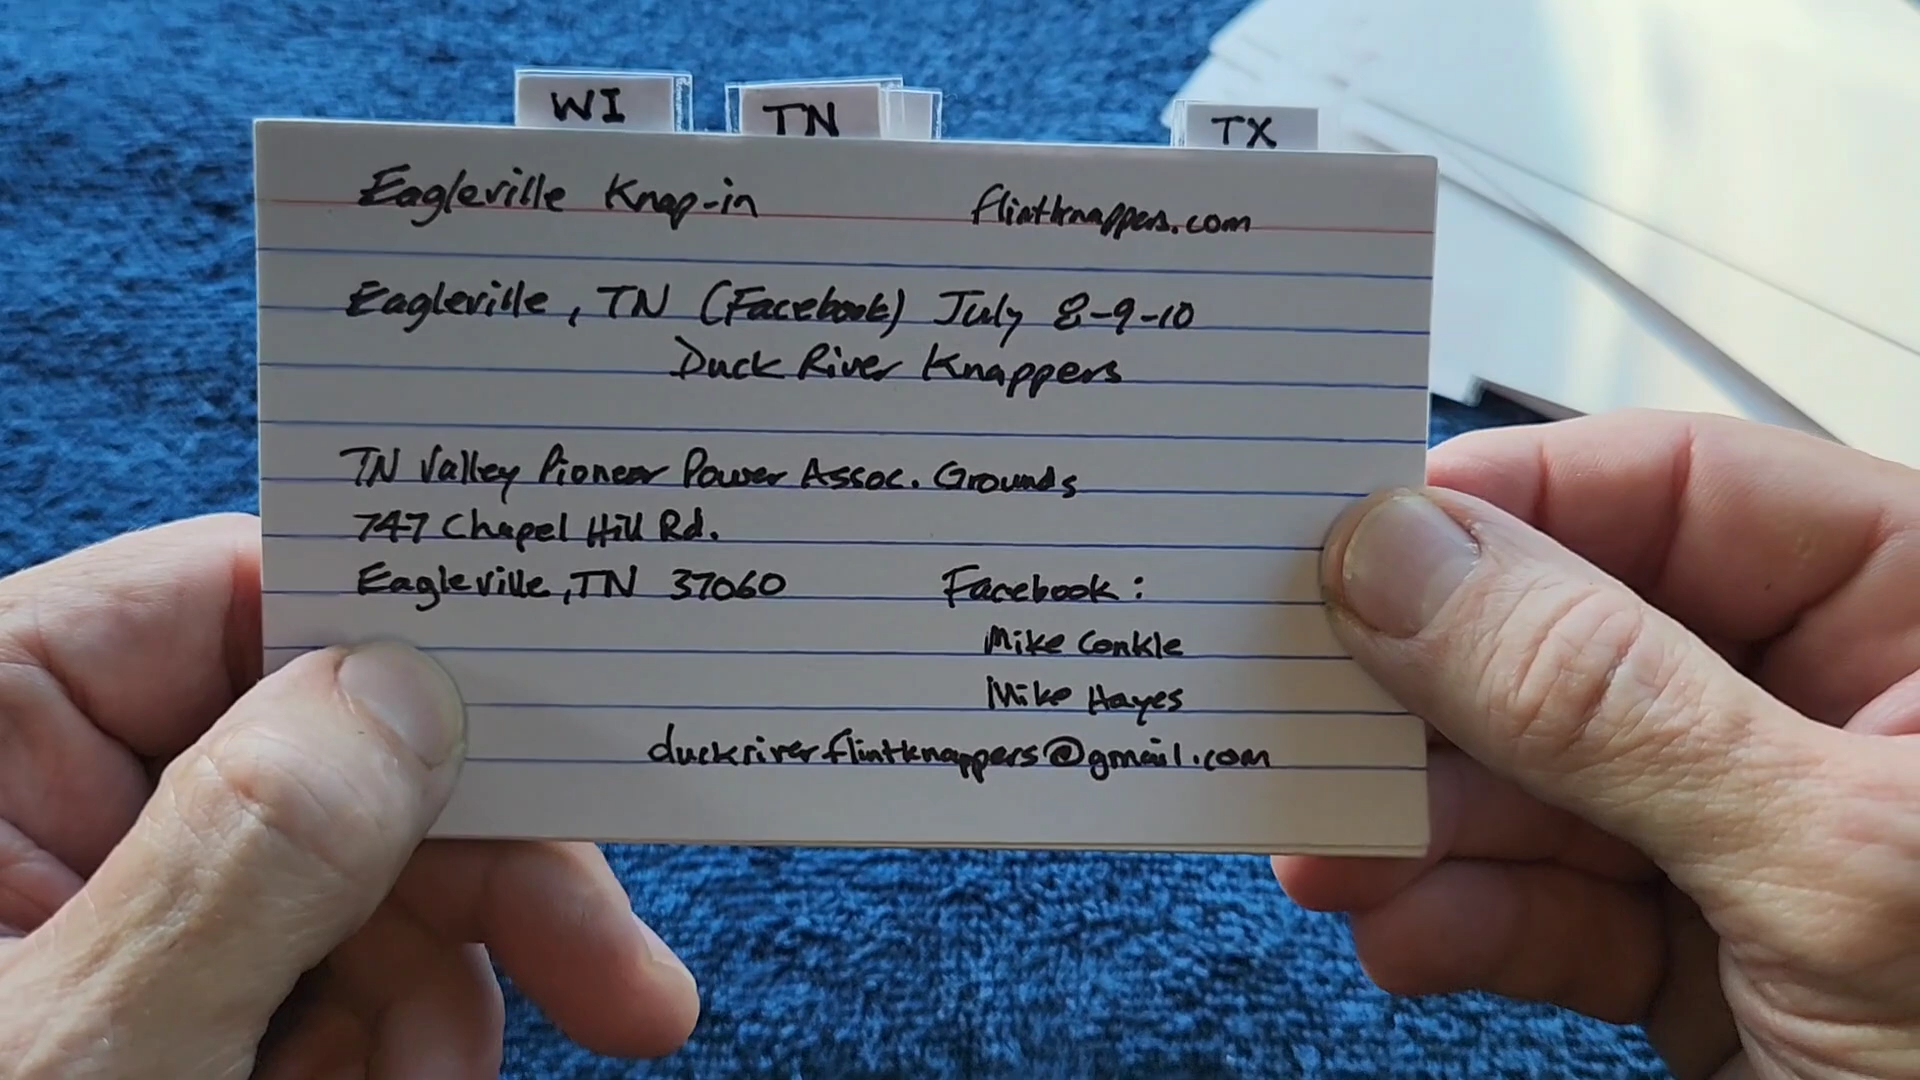 WI
TN
TX
Eagleville Knap-in flintknappers.com
Eagleville, TN (Facebook) July 8-9-10
Duck River Knappers
TN Valley Pioneer Power Assoc. Grounds
747 Chapel Hill Rd.
Eagleville, TN 37060 Facebook:
Mike Conkle
Mike Hayes
duckriverflintknappers@gmail.com